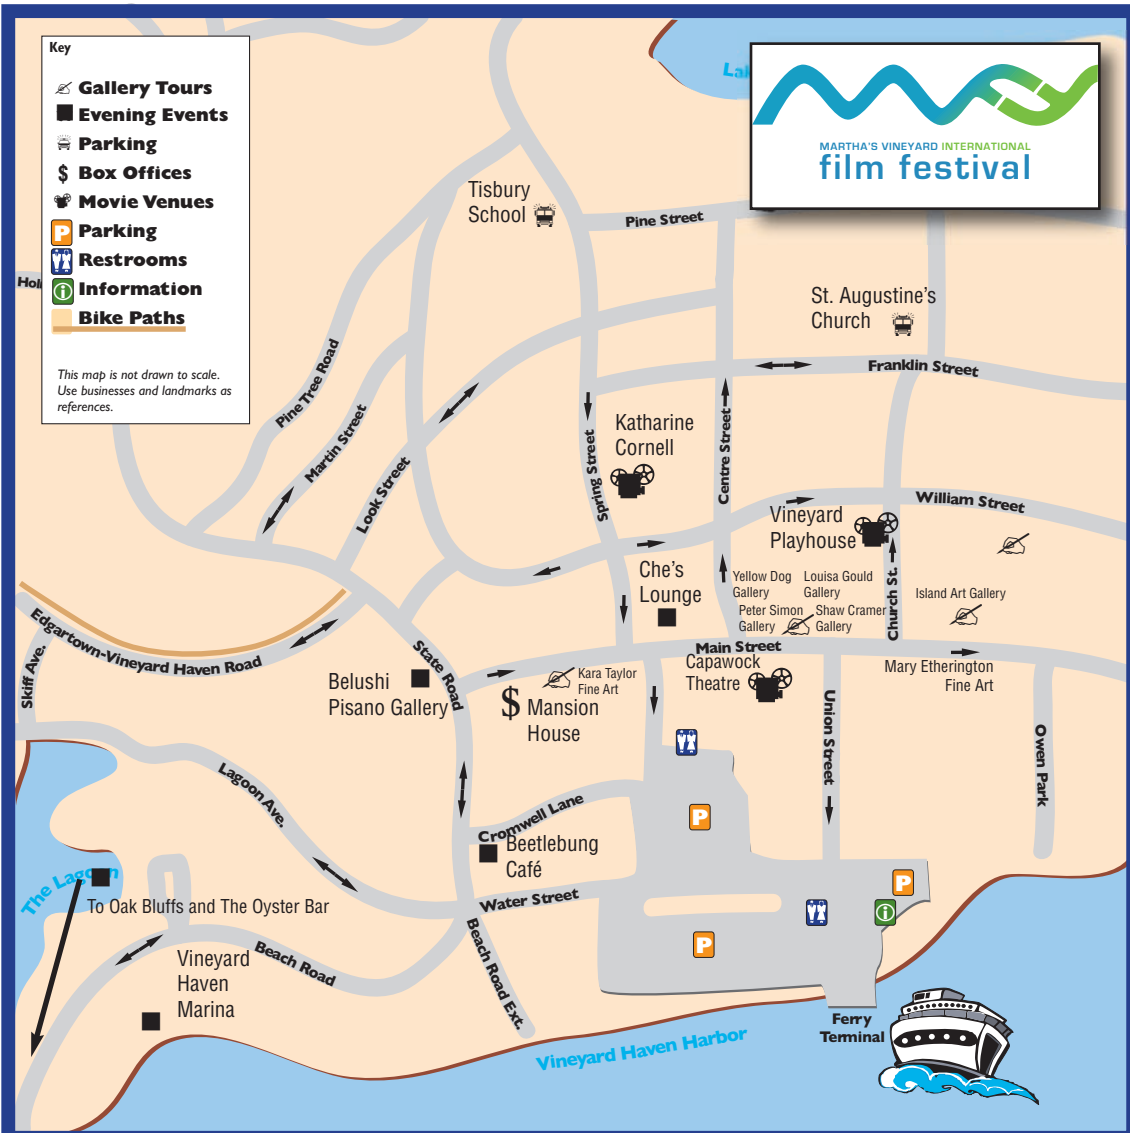 Key
Gallery Tours
Evening Events
Parking
$ Box Offices
Movie Venues
P Parking
Restrooms
i Information
Bike Paths
This map is not drawn to scale.
Use businesses and landmarks as
references.
MARTHA'S VINEYARD INTERNATIONAL
film festival
Tisbury
School
Pine Street
St. Augustine's
Church
Franklin Street
Pine Tree Road
Martin Street
Look Street
Katharine
Cornell
Spring Street
Centre Street
William Street
Vineyard
Playhouse
Che's
Lounge
Yellow Dog
Gallery
Louisa Gould
Gallery
Peter Simon
Gallery
Shaw Cramer
Gallery
Church St.
Island Art Gallery
Edgartown-Vineyard Haven Road
Skiff Ave.
State Road
Main Street
Belushi
Pisano Gallery
Kara Taylor
Fine Art
$ Mansion
House
Capawock
Theatre
Mary Etherington
Fine Art
Union Street
Owen Park
Lagoon Ave.
Cromwell Lane
Beetlebung
Café
P
Water Street
P
i
P
The Lagoon
To Oak Bluffs and The Oyster Bar
Beach Road
Beach Road Ext.
Vineyard
Haven
Marina
Ferry
Terminal
Vineyard Haven Harbor